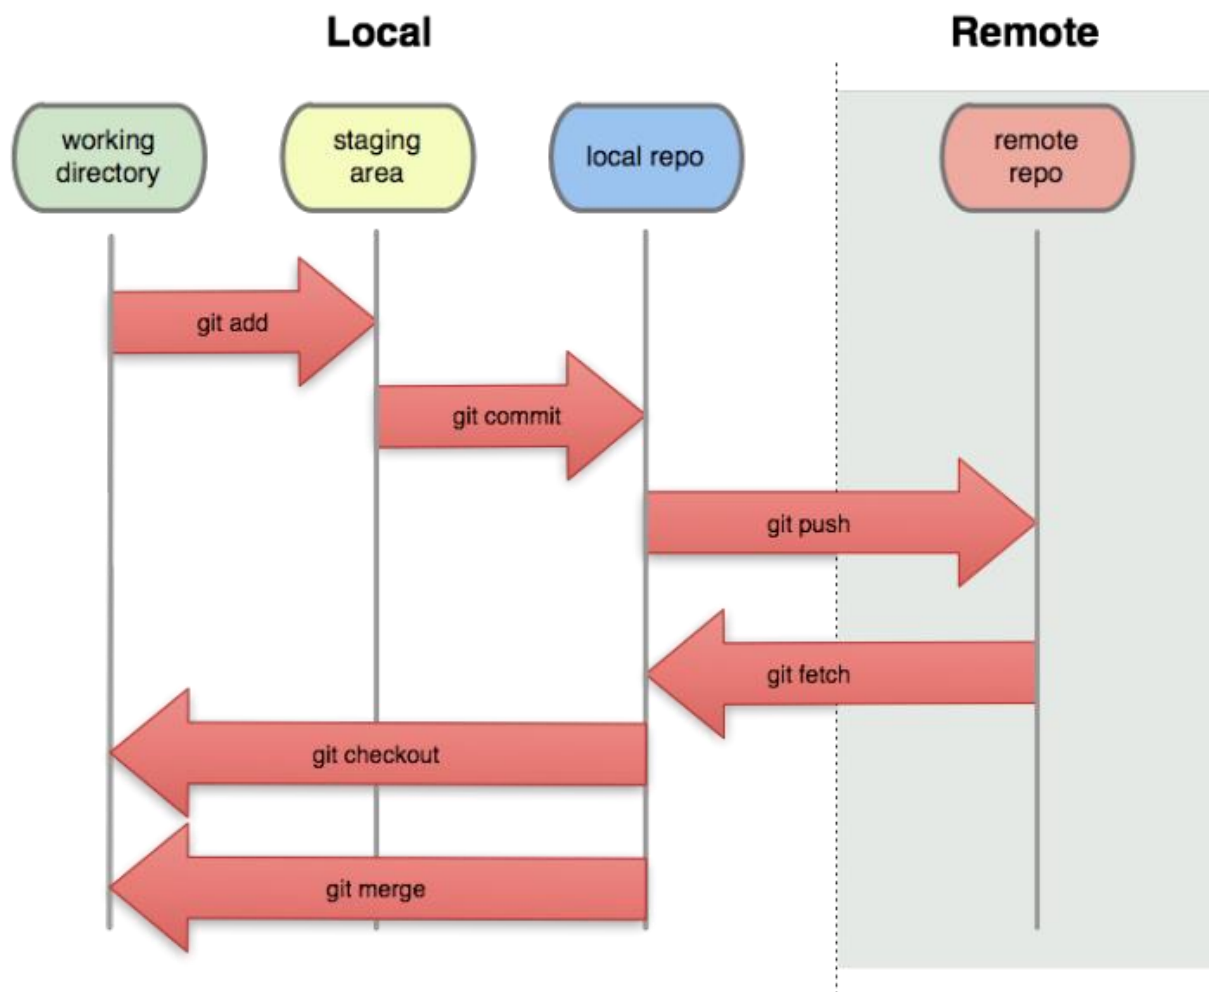 Local
Remote
working
directory
staging
area
local repo
remote
repo
git add
git commit
git push
git fetch
git checkout
git merge